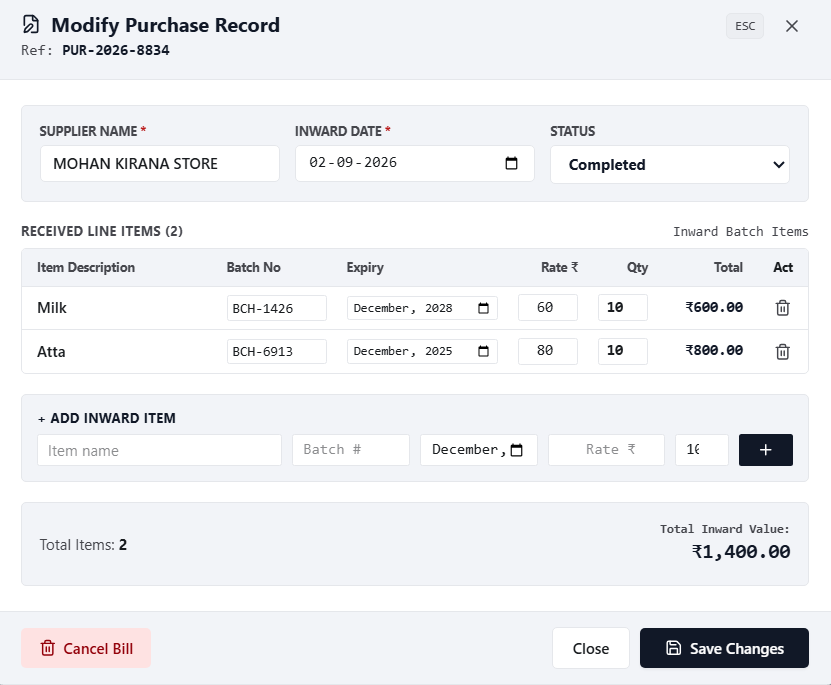 Modify Purchase Record
ESC
Ref: PUR-2026-8834
SUPPLIER NAME * INWARD DATE * STATUS
MOHAN KIRANA STORE 02-09-2026 Completed
RECEIVED LINE ITEMS (2) Inward Batch Items
Item Description Batch No Expiry Rate ₹ Qty Total Act
Milk BCH-1426 December, 2028 60 10 ₹600.00
Atta BCH-6913 December, 2025 80 10 ₹800.00
+ ADD INWARD ITEM
Item name Batch # December, Rate ₹ 10 +
Total Inward Value:
Total Items: 2
₹1,400.00
Cancel Bill Close Save Changes